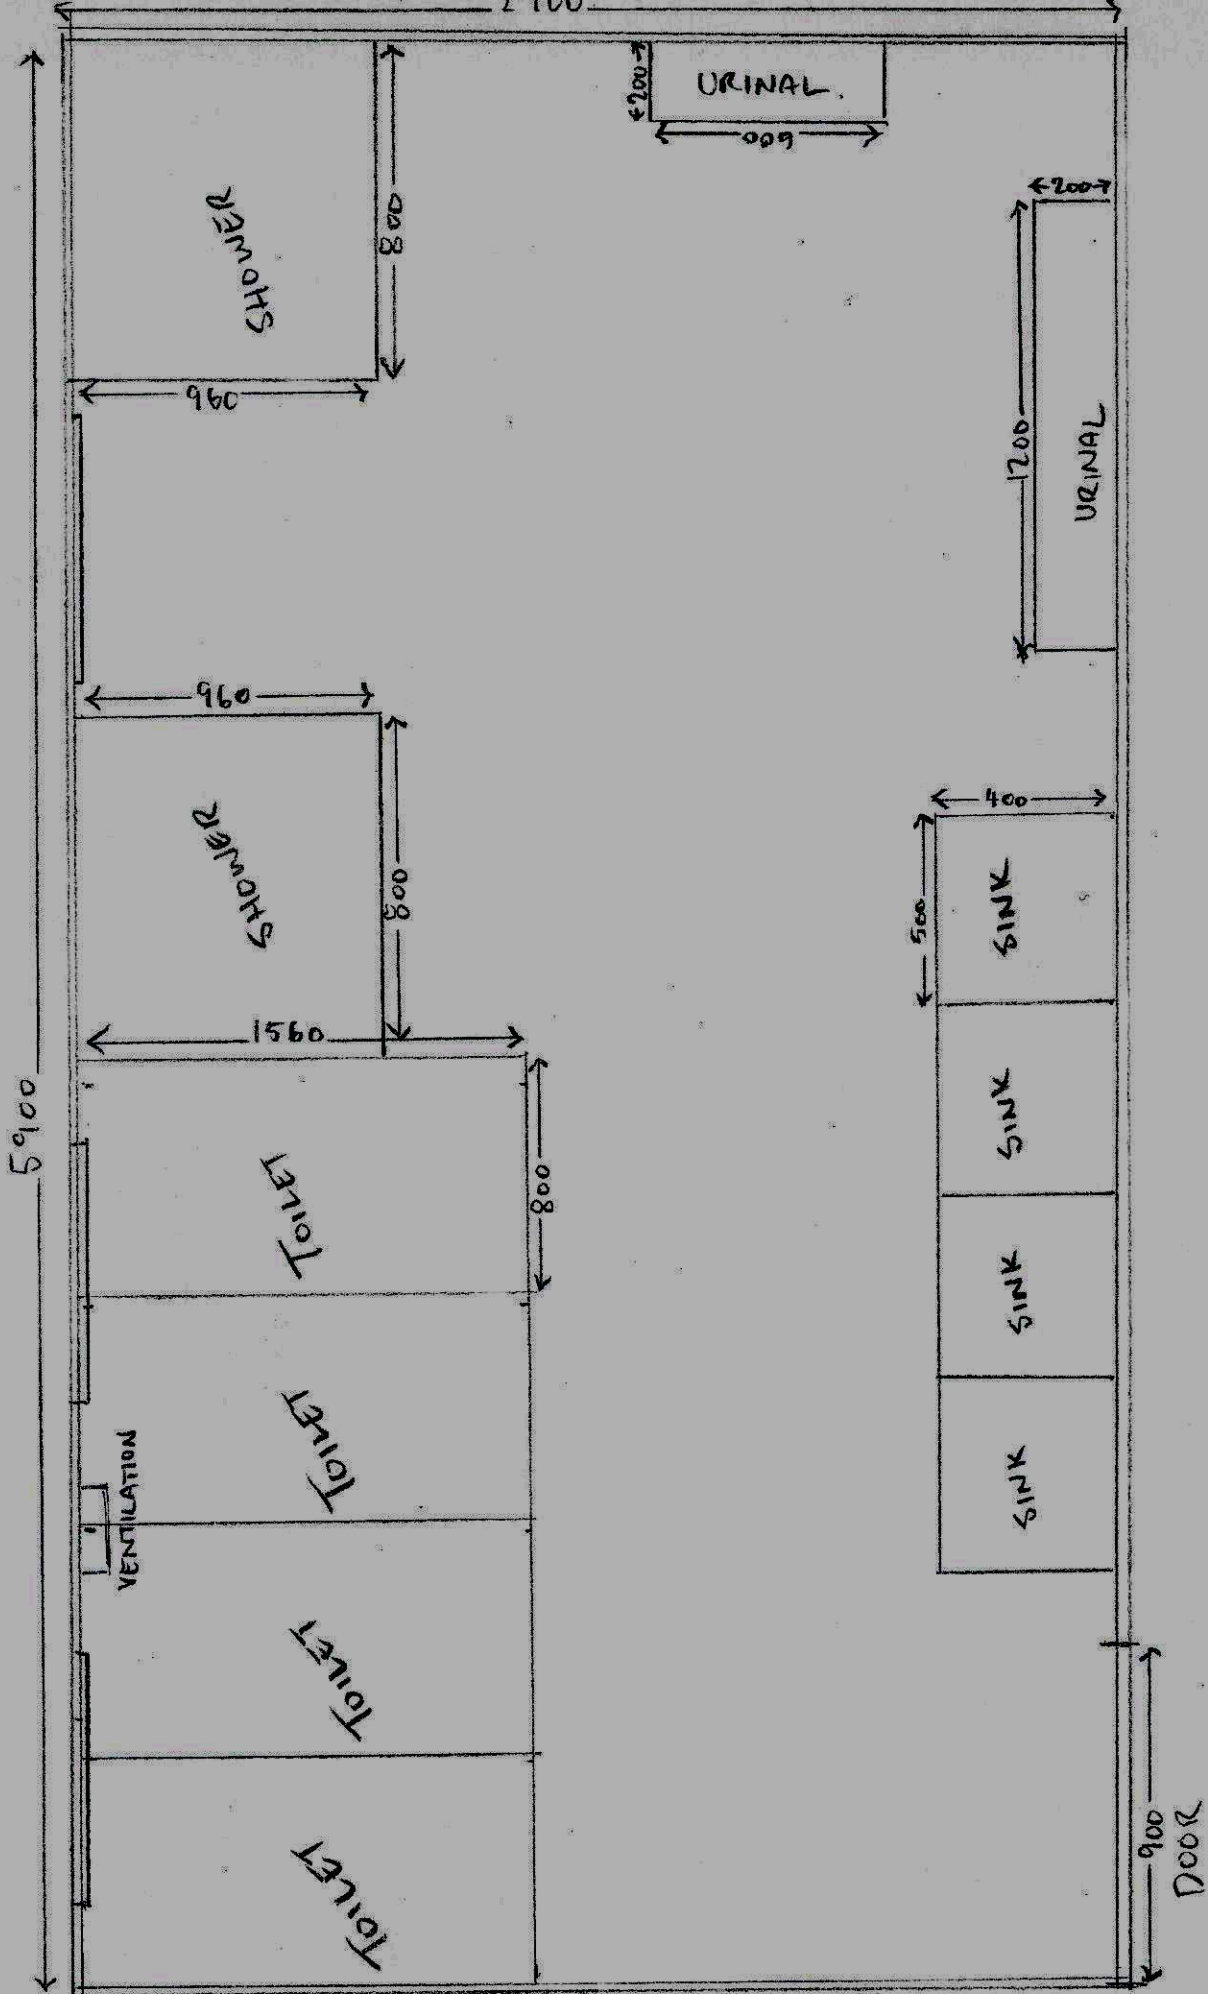 200
URINAL.
600
SHOWER
800
200
960
1200
URINAL
960
SHOWER
800
400
500
SINK
1560
5900
TOILET
800
SINK
SINK
TOILET
VENTILATION
SINK
TOILET
TOILET
900
DOOR